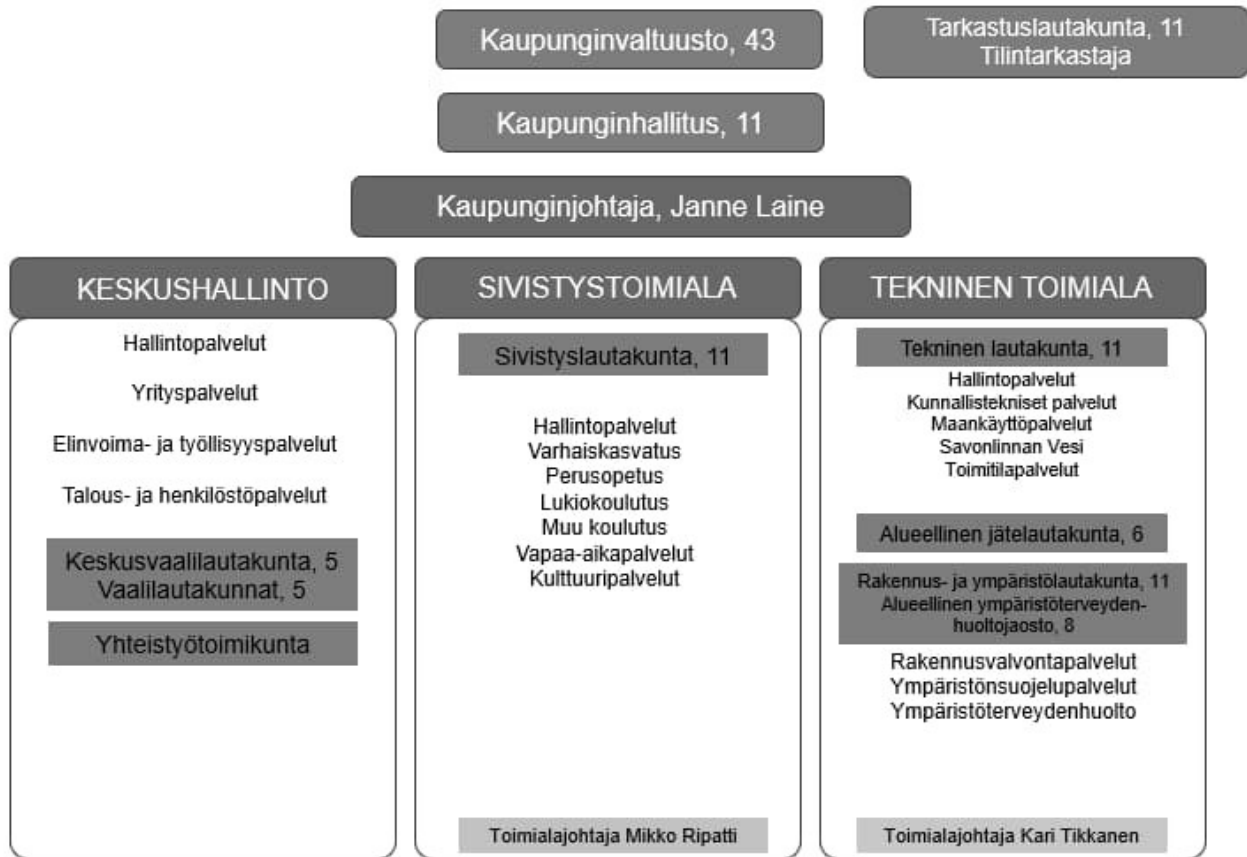 Kaupunginvaltuusto, 43
Tarkastuslautakunta, 11
Tilintarkastaja
Kaupunginhallitus, 11
Kaupunginjohtaja, Janne Laine
KESKUSHALLINTO
Hallintopalvelut
Yrityspalvelut
Elinvoima- ja työllisyyspalvelut
Talous- ja henkilöstöpalvelut
Keskusvaalilautakunta, 5
Vaalilautakunnat, 5
Yhteistyötoimikunta
SIVISTYSTOIMIALA
Sivistyslautakunta, 11
Hallintopalvelut
Varhaiskasvatus
Perusopetus
Lukiokoulutus
Muu koulutus
Vapaa-aikapalvelut
Kulttuuripalvelut
Toimialajohtaja Mikko Ripatti
TEKNINEN TOIMIALA
Tekninen lautakunta, 11
Hallintopalvelut
Kunnallistekniset palvelut
Maankäyttöpalvelut
Savonlinnan Vesi
Toimitilapalvelut
Alueellinen jätelautakunta, 6
Rakennus- ja ympäristölautakunta, 11
Alueellinen ympäristöterveyden-
huoltojaosto, 8
Rakennusvalvontapalvelut
Ympäristönsuojelupalvelut
Ympäristöterveydenhuolto
Toimialajohtaja Kari Tikkanen